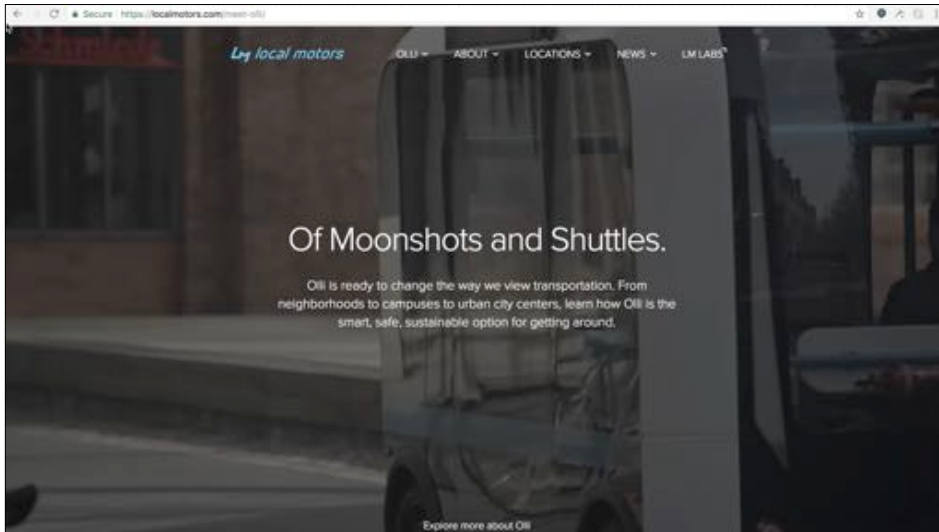 Secure https://localmotors.com/meet-olli/
Schmiede
LM local motors OLLI ABOUT LOCATIONS NEWS LM LABS
Of Moonshots and Shuttles.
Olli is ready to change the way we view transportation. From
neighborhoods to campuses to urban city centers, learn how Olli is the
smart, safe, sustainable option for getting around.
Explore more about Olli